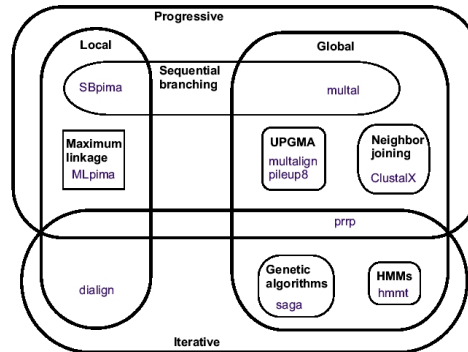 Progressive
Local
Global
Sequential
branching
SBpima
multal
Maximum
linkage
MLpima
UPGMA
multalign
pileup8
Neighbor
joining
ClustalX
prrp
dialign
Genetic
algorithms
saga
HMMs
hmmt
Iterative